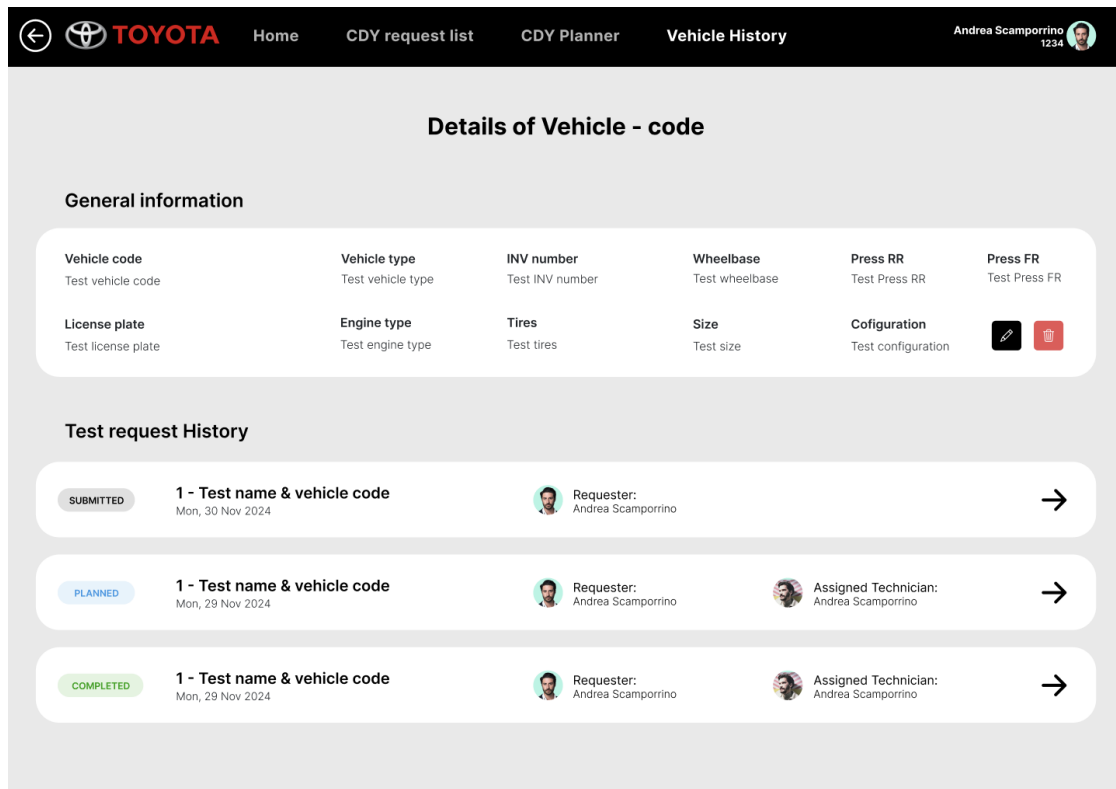 TOYOTA Home CDY request list CDY Planner Vehicle History Andrea Scamporrino
1234
Details of Vehicle - code
General information
Vehicle code Vehicle type INV number Wheelbase Press RR Press FR
Test vehicle code Test vehicle type Test INV number Test wheelbase Test Press RR Test Press FR
License plate Engine type Tires Size Cofiguration
Test license plate Test engine type Test tires Test size Test configuration
Test request History
SUBMITTED 1 - Test name & vehicle code Requester:
Mon, 30 Nov 2024 Andrea Scamporrino
PLANNED 1 - Test name & vehicle code Requester: Assigned Technician:
Mon, 29 Nov 2024 Andrea Scamporrino Andrea Scamporrino
COMPLETED 1 - Test name & vehicle code Requester: Assigned Technician:
Mon, 29 Nov 2024 Andrea Scamporrino Andrea Scamporrino